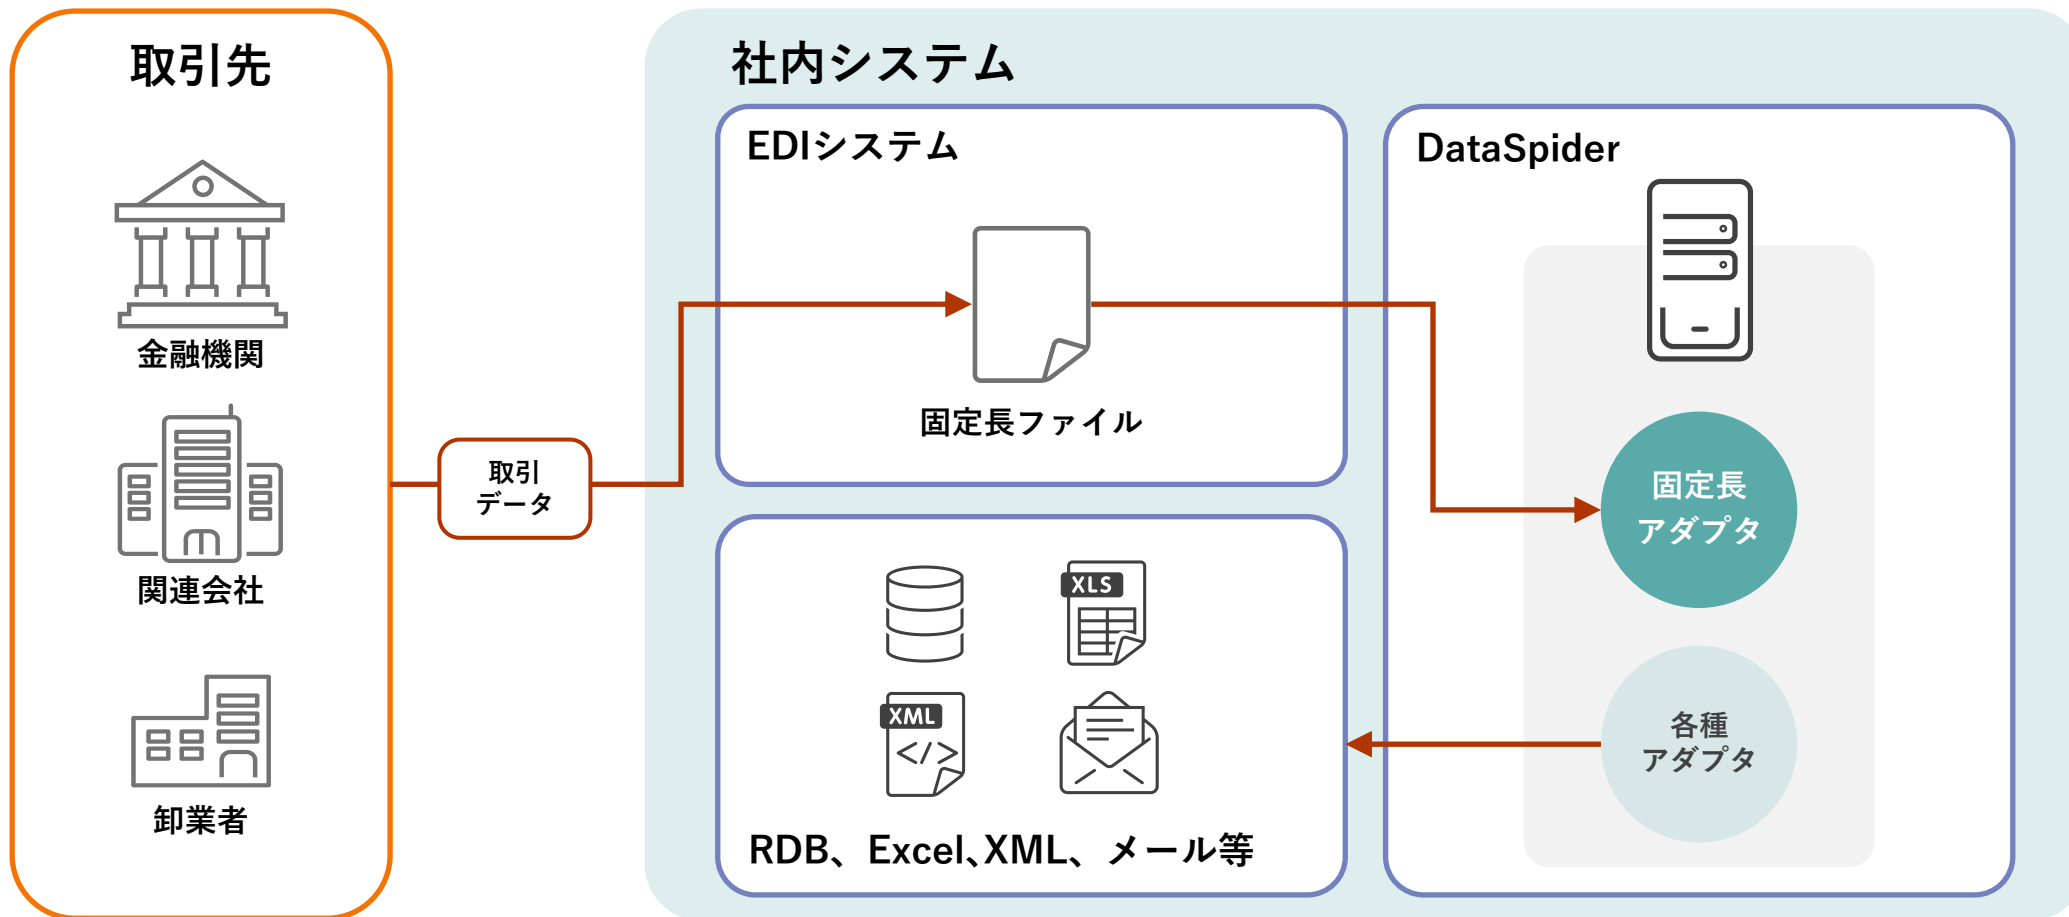 取引先
金融機関
関連会社
卸業者
取引
データ
社内システム
EDIシステム
固定長ファイル
XLS
XML
RDB、Excel、XML、メール等
DataSpider
固定長
アダプタ
各種
アダプタ